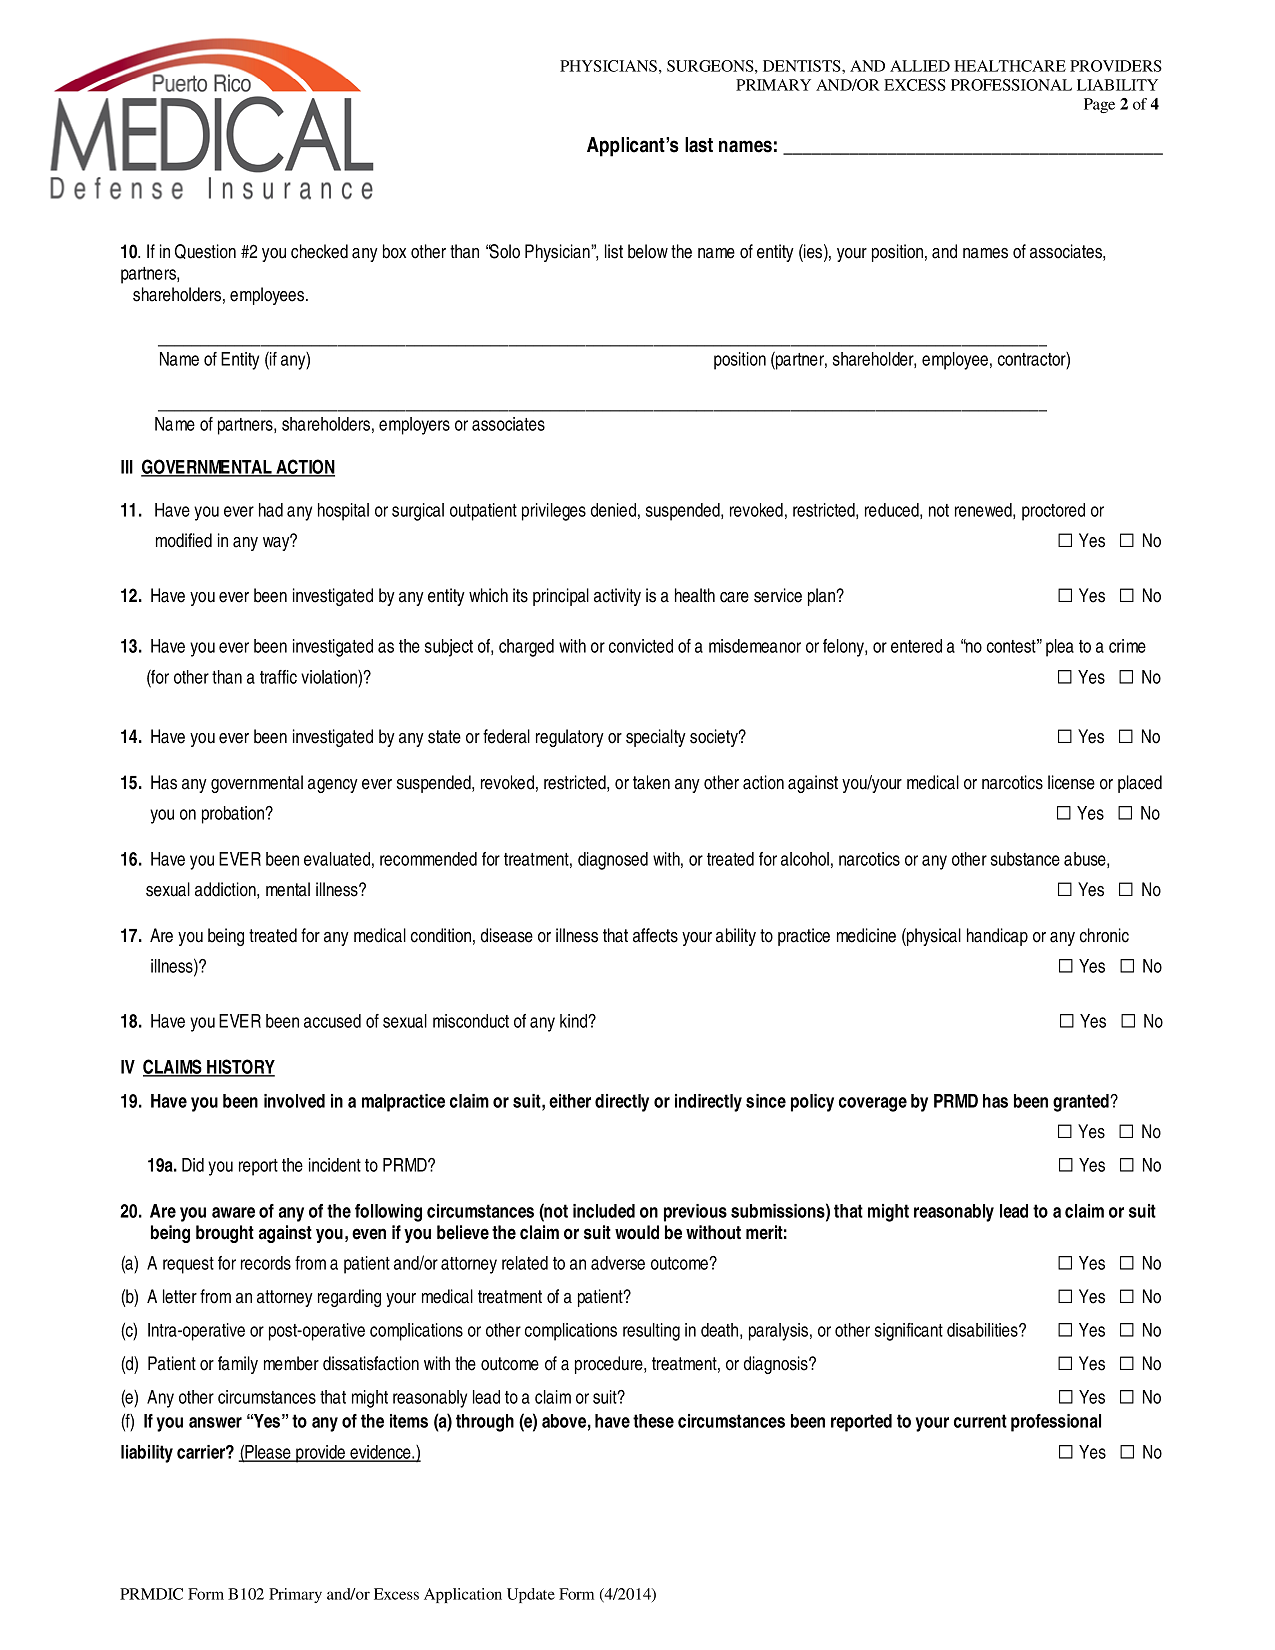 Puerto Rico
MEDICAL
Defense Insurance
PHYSICIANS, SURGEONS, DENTISTS, AND ALLIED HEALTHCARE PROVIDERS
PRIMARY AND/OR EXCESS PROFESSIONAL LIABILITY
Page 2 of 4
Applicant’s last names: ___________________________________
10. If in Question #2 you checked any box other than “Solo Physician”, list below the name of entity (ies), your position, and names of associates,
partners,
shareholders, employees.
Name of Entity (if any) position (partner, shareholder, employee, contractor)
Name of partners, shareholders, employers or associates
III GOVERNMENTAL ACTION
11. Have you ever had any hospital or surgical outpatient privileges denied, suspended, revoked, restricted, reduced, not renewed, proctored or
modified in any way? ☐ Yes ☐ No
12. Have you ever been investigated by any entity which its principal activity is a health care service plan? ☐ Yes ☐ No
13. Have you ever been investigated as the subject of, charged with or convicted of a misdemeanor or felony, or entered a “no contest” plea to a crime
(for other than a traffic violation)? ☐ Yes ☐ No
14. Have you ever been investigated by any state or federal regulatory or specialty society? ☐ Yes ☐ No
15. Has any governmental agency ever suspended, revoked, restricted, or taken any other action against you/your medical or narcotics license or placed
you on probation? ☐ Yes ☐ No
16. Have you EVER been evaluated, recommended for treatment, diagnosed with, or treated for alcohol, narcotics or any other substance abuse,
sexual addiction, mental illness? ☐ Yes ☐ No
17. Are you being treated for any medical condition, disease or illness that affects your ability to practice medicine (physical handicap or any chronic
illness)? ☐ Yes ☐ No
18. Have you EVER been accused of sexual misconduct of any kind? ☐ Yes ☐ No
IV CLAIMS HISTORY
19. Have you been involved in a malpractice claim or suit, either directly or indirectly since policy coverage by PRMD has been granted?
☐ Yes ☐ No
19a. Did you report the incident to PRMD? ☐ Yes ☐ No
20. Are you aware of any of the following circumstances (not included on previous submissions) that might reasonably lead to a claim or suit
being brought against you, even if you believe the claim or suit would be without merit:
(a) A request for records from a patient and/or attorney related to an adverse outcome? ☐ Yes ☐ No
(b) A letter from an attorney regarding your medical treatment of a patient? ☐ Yes ☐ No
(c) Intra-operative or post-operative complications or other complications resulting in death, paralysis, or other significant disabilities? ☐ Yes ☐ No
(d) Patient or family member dissatisfaction with the outcome of a procedure, treatment, or diagnosis? ☐ Yes ☐ No
(e) Any other circumstances that might reasonably lead to a claim or suit? ☐ Yes ☐ No
(f) If you answer “Yes” to any of the items (a) through (e) above, have these circumstances been reported to your current professional
liability carrier? (Please provide evidence.) ☐ Yes ☐ No
PRMDIC Form B102 Primary and/or Excess Application Update Form (4/2014)